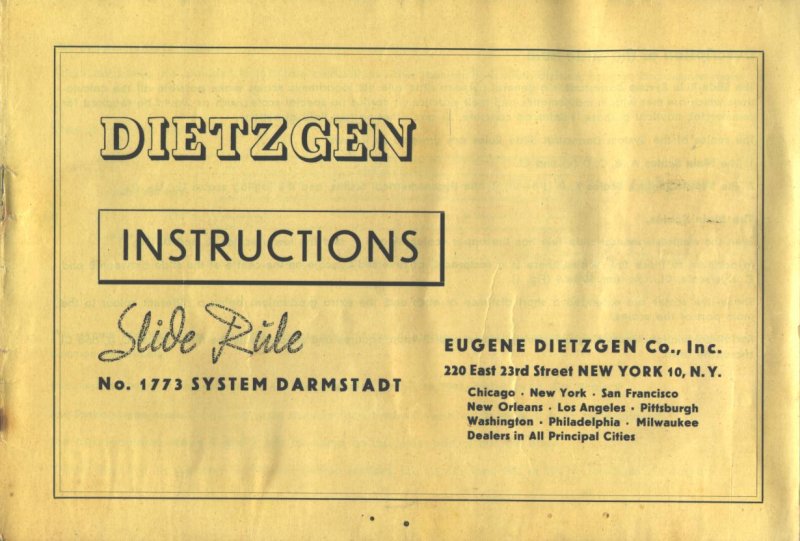 DIETZGEN
INSTRUCTIONS
Slide Rule
No. 1773 SYSTEM DARMSTADT
EUGENE DIETZGEN Co., Inc.
220 East 23rd Street NEW YORK 10, N.Y.
Chicago · New York · San Francisco
New Orleans · Los Angeles · Pittsburgh
Washington · Philadelphia · Milwaukee
Dealers in All Principal Cities